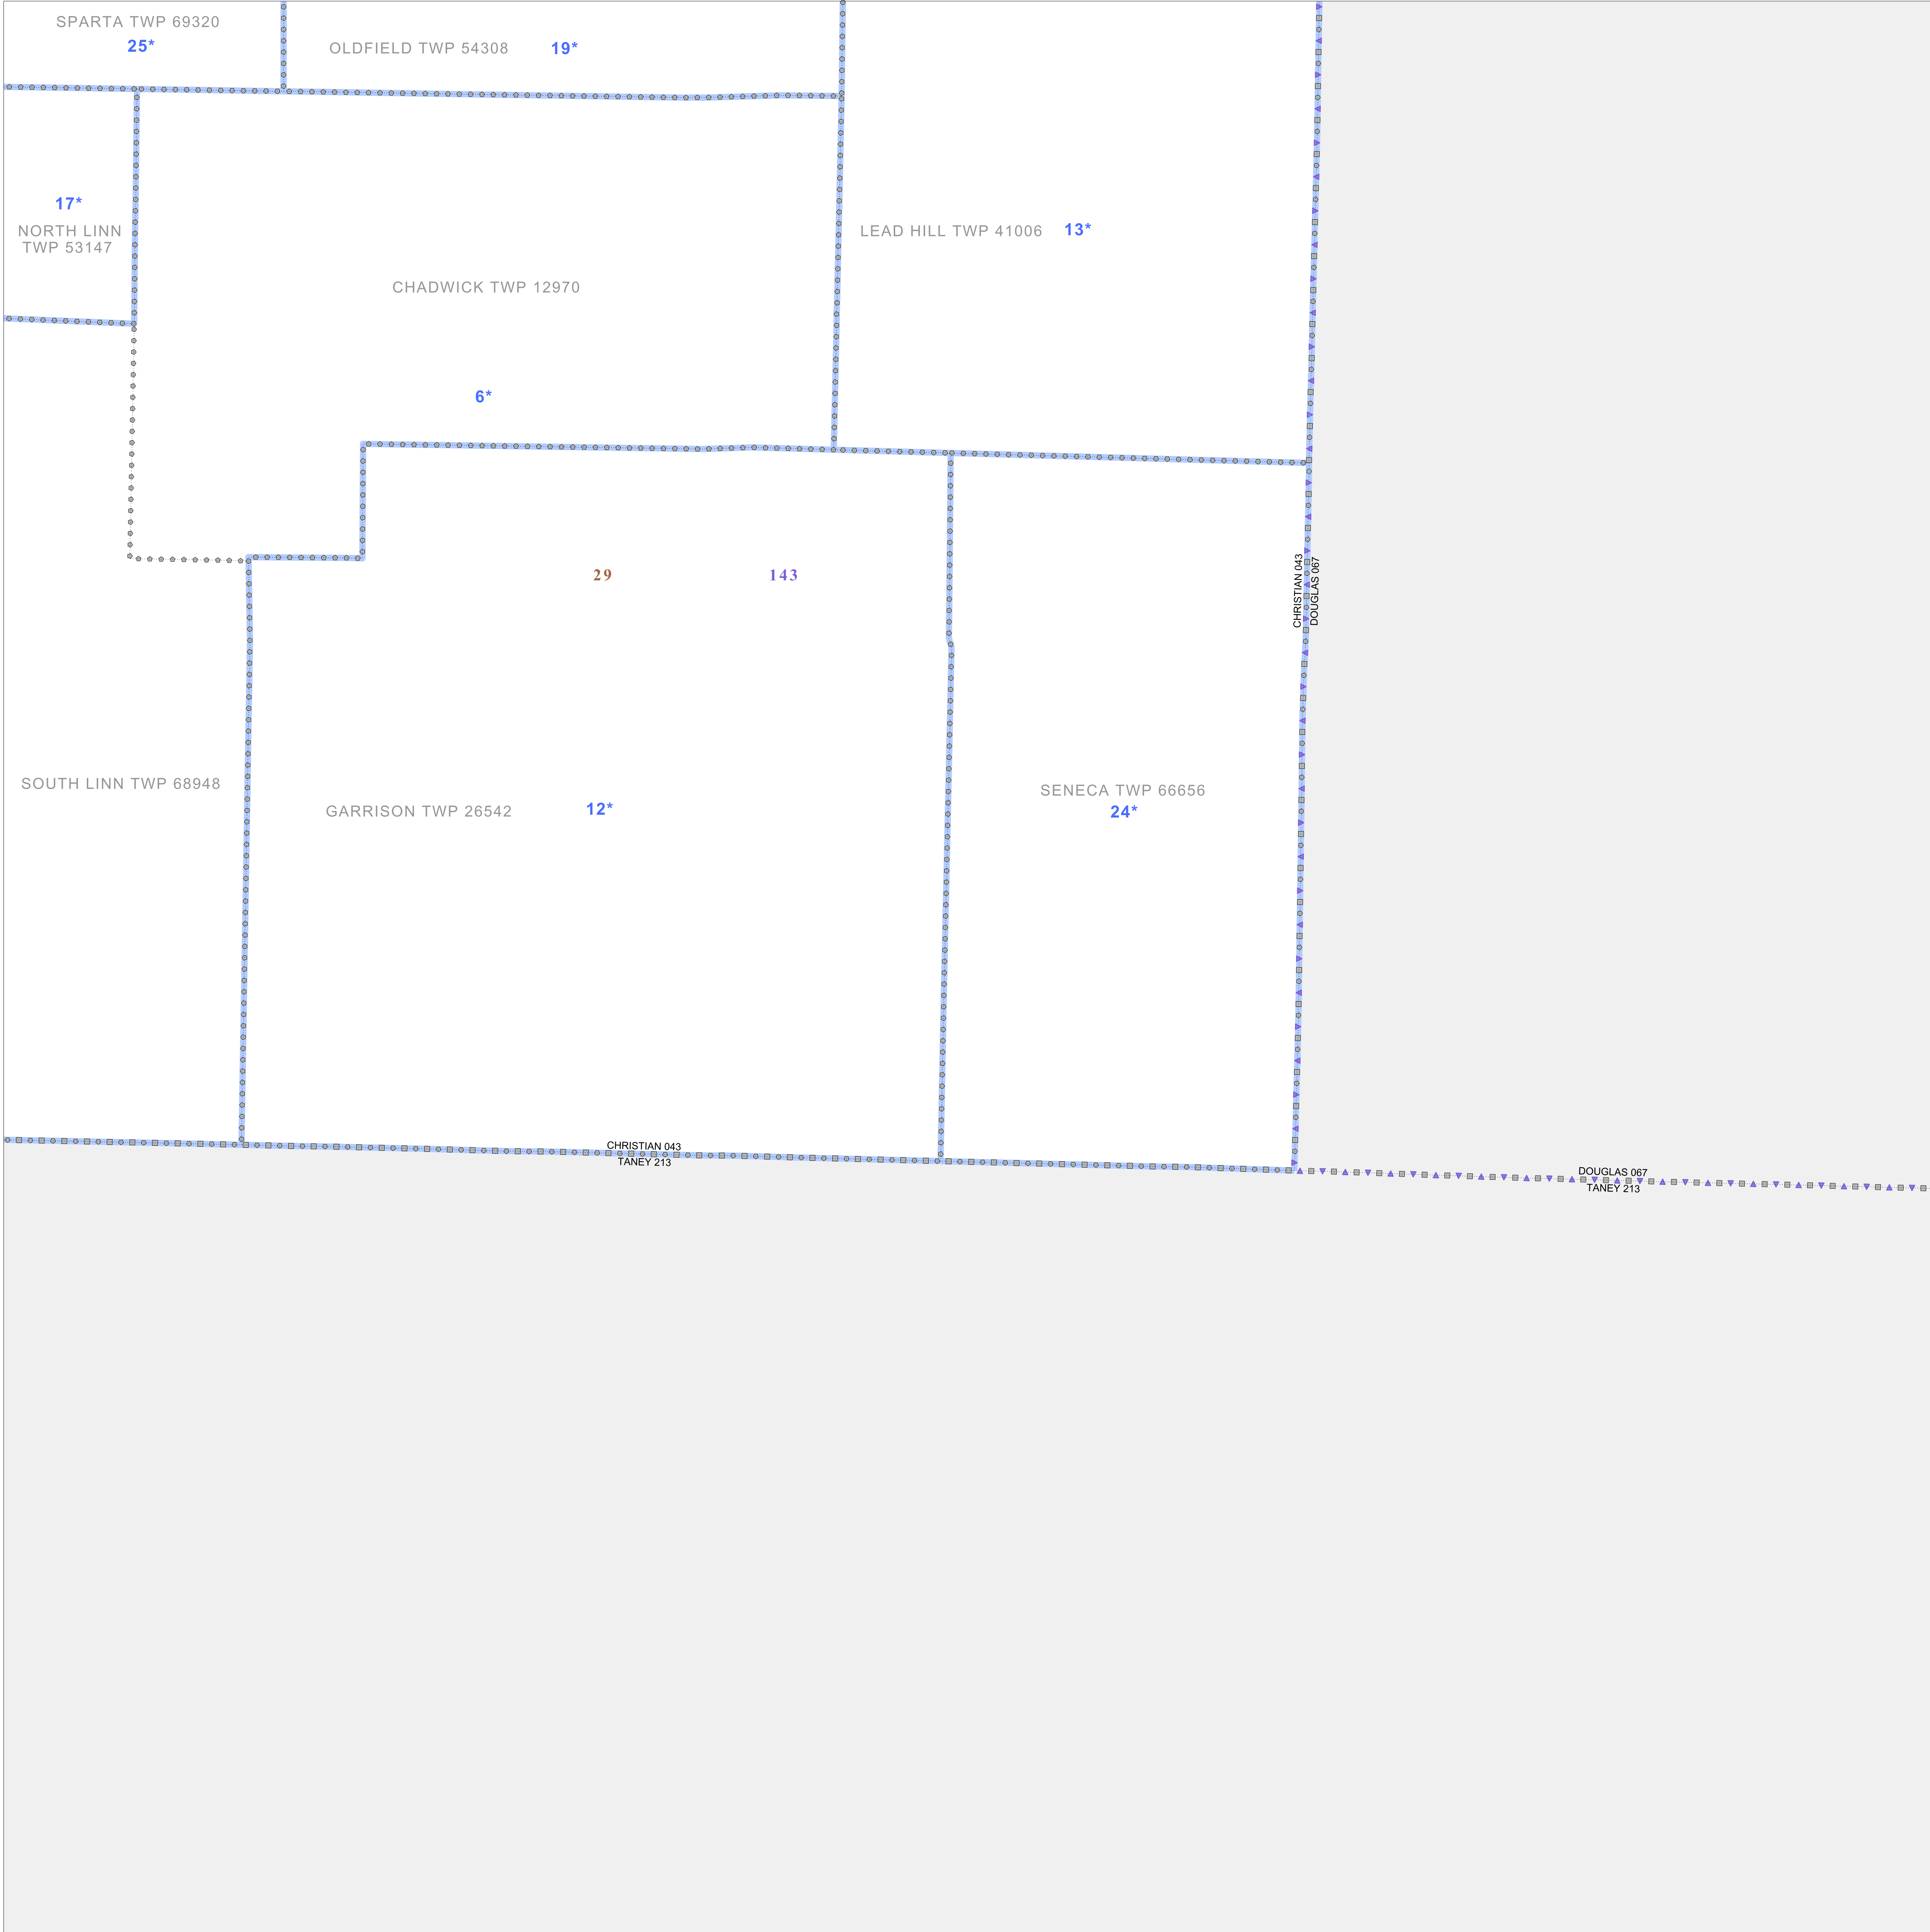 SPARTA TWP 69320
25*
OLDFIELD TWP 54308
19*
17*
NORTH LINN
TWP 53147
LEAD HILL TWP 41006
13*
CHADWICK TWP 12970
6*
29
143
CHRISTIAN 043
DOUGLAS 067
SOUTH LINN TWP 68948
GARRISON TWP 26542
12*
SENECA TWP 66656
24*
CHRISTIAN 043
TANEY 213
DOUGLAS 067
TANEY 213